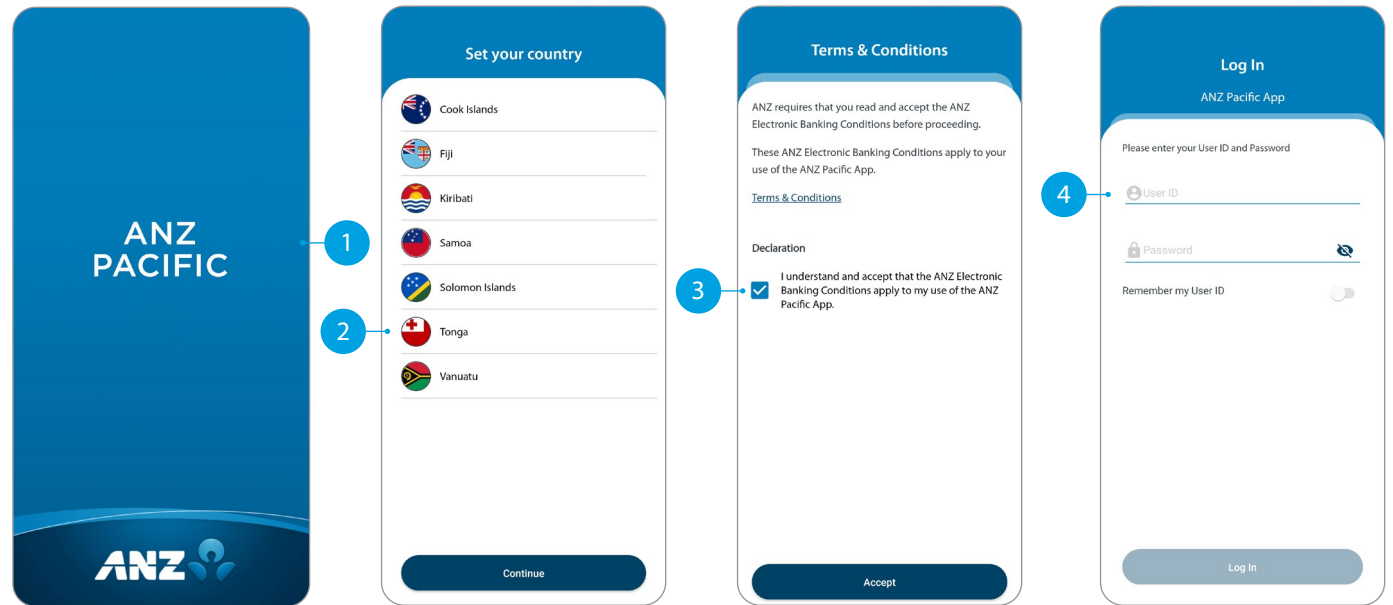 ANZ
PACIFIC
ANZ
1
Set your country
Cook Islands
Fiji
Kiribati
Samoa
Solomon Islands
2
Tonga
Vanuatu
Continue
Terms & Conditions
ANZ requires that you read and accept the ANZ
Electronic Banking Conditions before proceeding.
These ANZ Electronic Banking Conditions apply to your
use of the ANZ Pacific App.
Terms & Conditions
Declaration
3
I understand and accept that the ANZ Electronic
Banking Conditions apply to my use of the ANZ
Pacific App.
Accept
Log In
ANZ Pacific App
Please enter your User ID and Password
4
User ID
Password
Remember my User ID
Log In